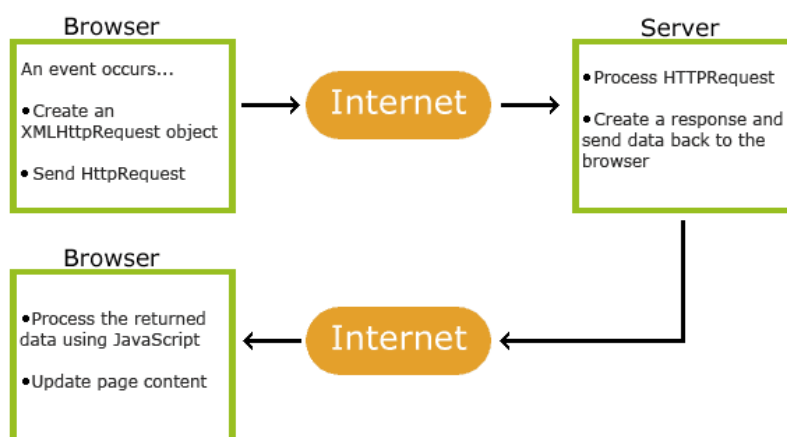 Browser
An event occurs...
•Create an
XMLHttpRequest object
• Send HttpRequest
Internet
Server
• Process HTTPRequest
• Create a response and
send data back to the
browser
Browser
•Process the returned
data using JavaScript
•Update page content
Internet